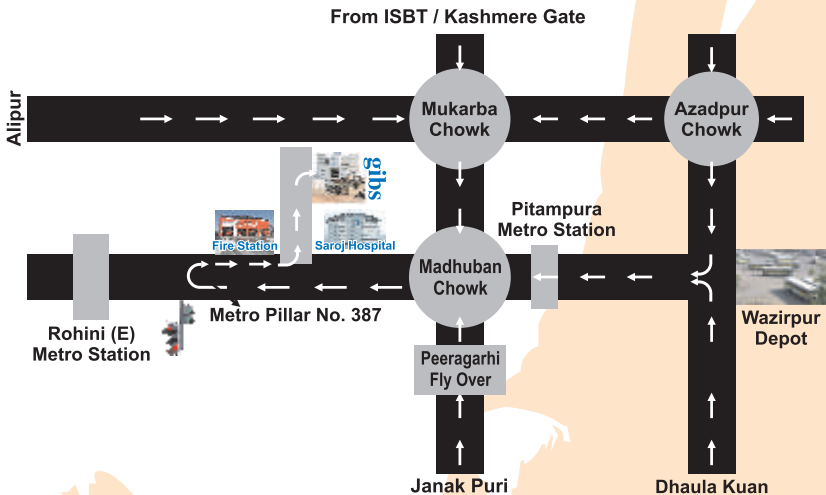 From ISBT / Kashmere Gate
Alipur
Mukarba
Chowk
Azadpur
Chowk
gibs
Fire Station
Saroj Hospital
Pitampura
Metro Station
Madhuban
Chowk
Rohini (E)
Metro Station
Metro Pillar No. 387
Wazirpur
Depot
Peeragarhi
Fly Over
Janak Puri
Dhaula Kuan